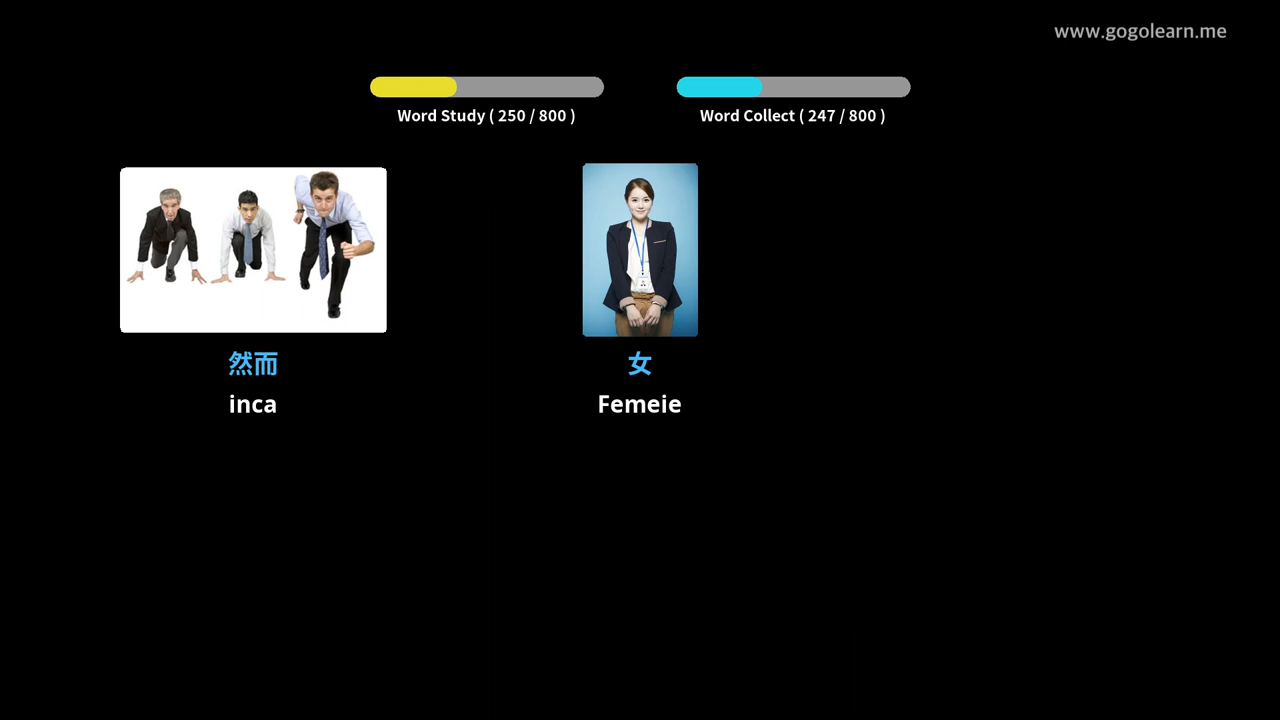 www.gogolearn.me
Word Study ( 250 / 800 )
Word Collect ( 247 / 800 )
然而
inca
女
Femeie